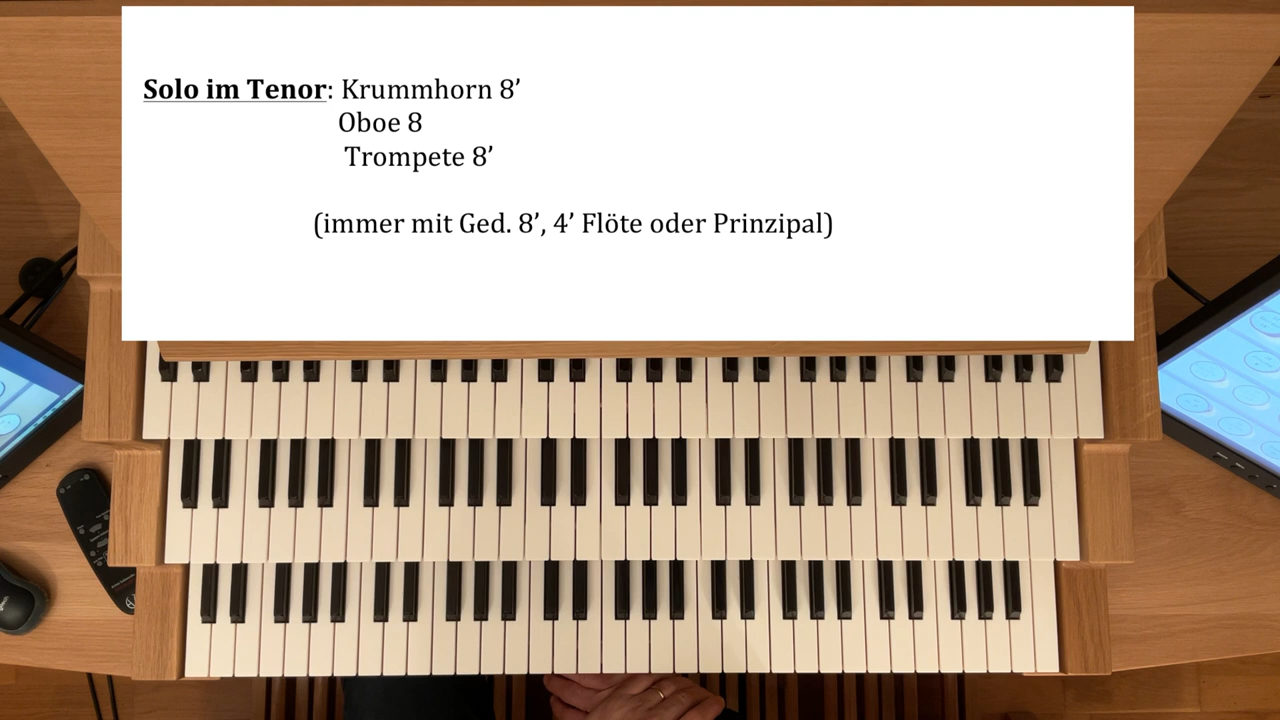 Solo im Tenor: Krummhorn 8’
Oboe 8
Trompete 8’
(immer mit Ged. 8’, 4’ Flöte oder Prinzipal)